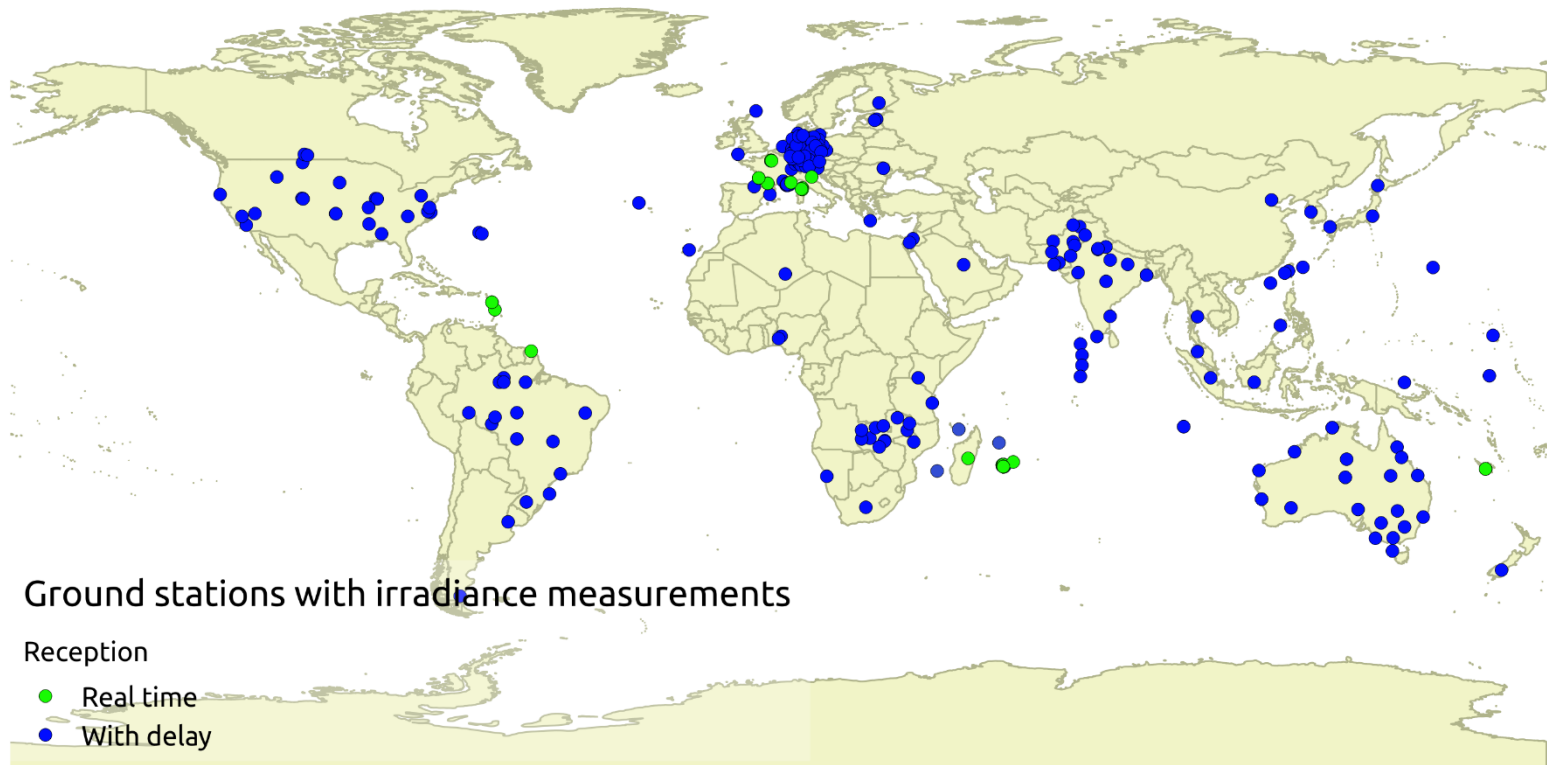 Ground stations with irradiance measurements
Reception
Real time
With delay